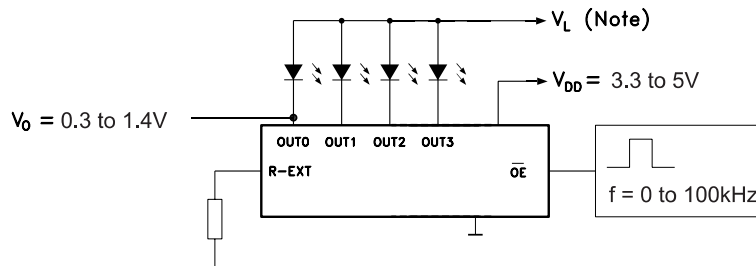 V_L (Note)
V_DD = 3.3 to 5V
V_O = 0.3 to 1.4V
OUT0 OUT1 OUT2 OUT3
R-EXT
O̅E̅
f = 0 to 100kHz